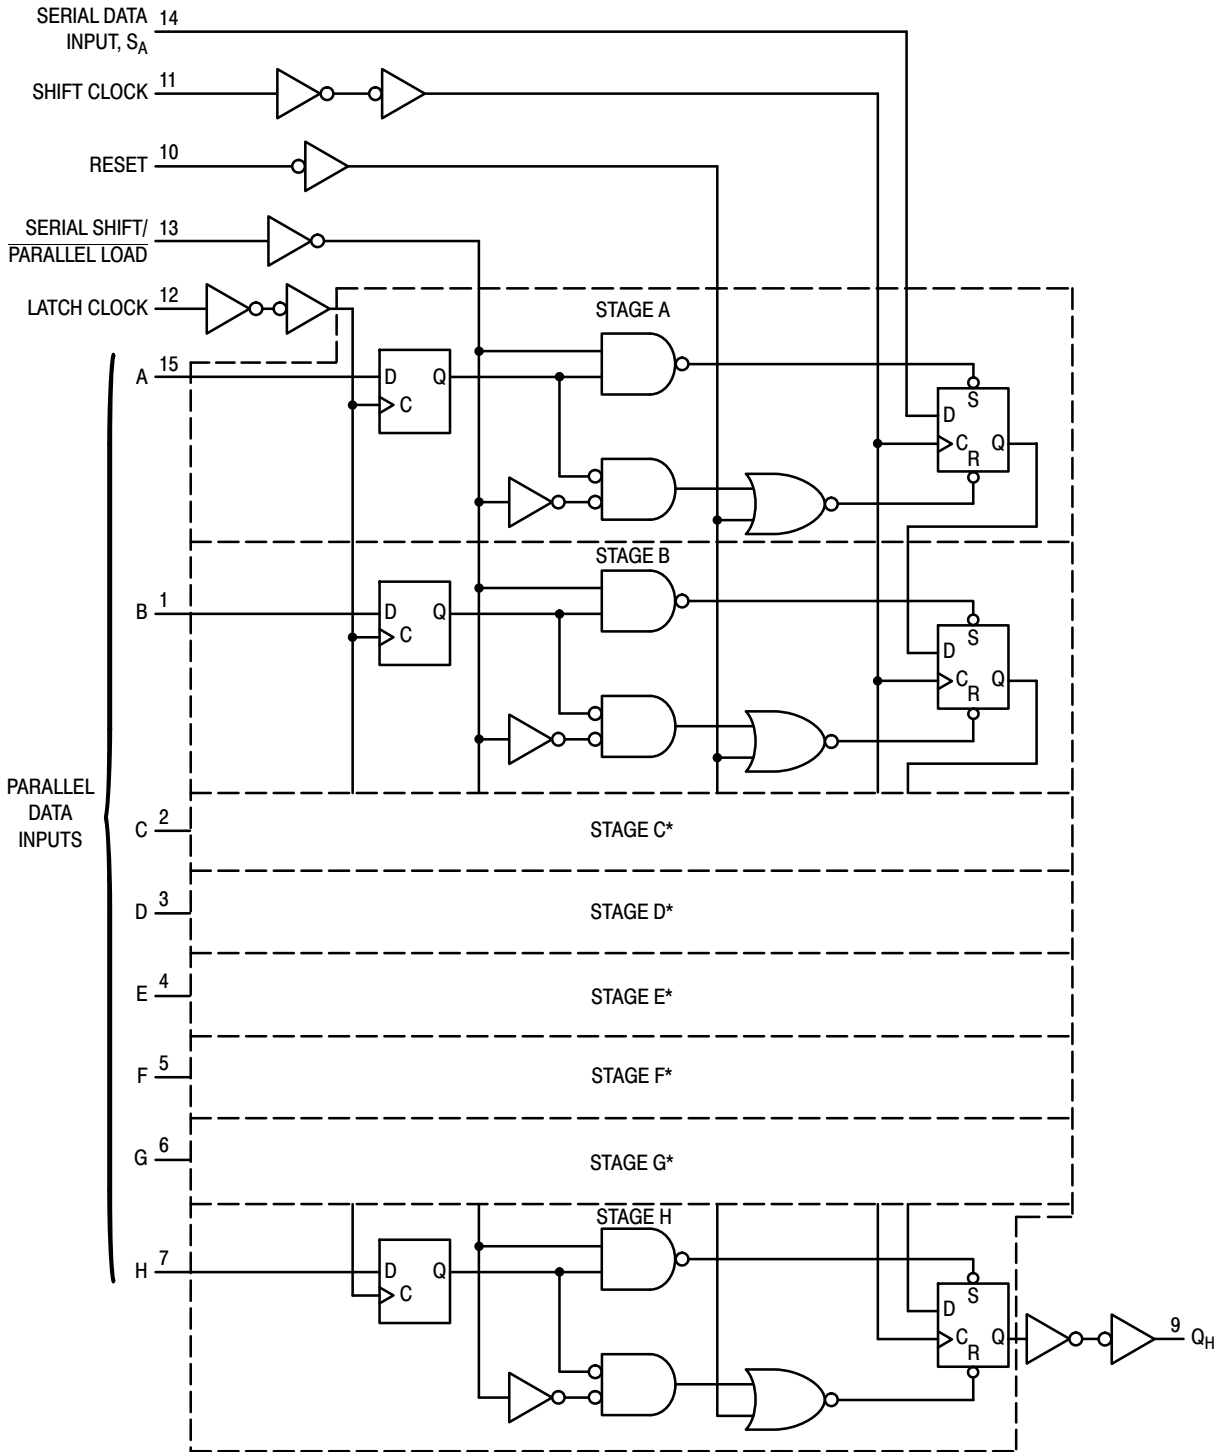 SERIAL DATA 14
INPUT, SA
SHIFT CLOCK 11
RESET 10
SERIAL SHIFT/ 13
PARALLEL LOAD
LATCH CLOCK 12
STAGE A
A 15
D Q
C
S
D
C Q
R
STAGE B
B 1
D Q
C
S
D
C Q
R
PARALLEL
DATA
INPUTS
C 2
STAGE C*
D 3
STAGE D*
E 4
STAGE E*
F 5
STAGE F*
G 6
STAGE G*
STAGE H
H 7
D Q
C
S
D
C Q
R
9 QH